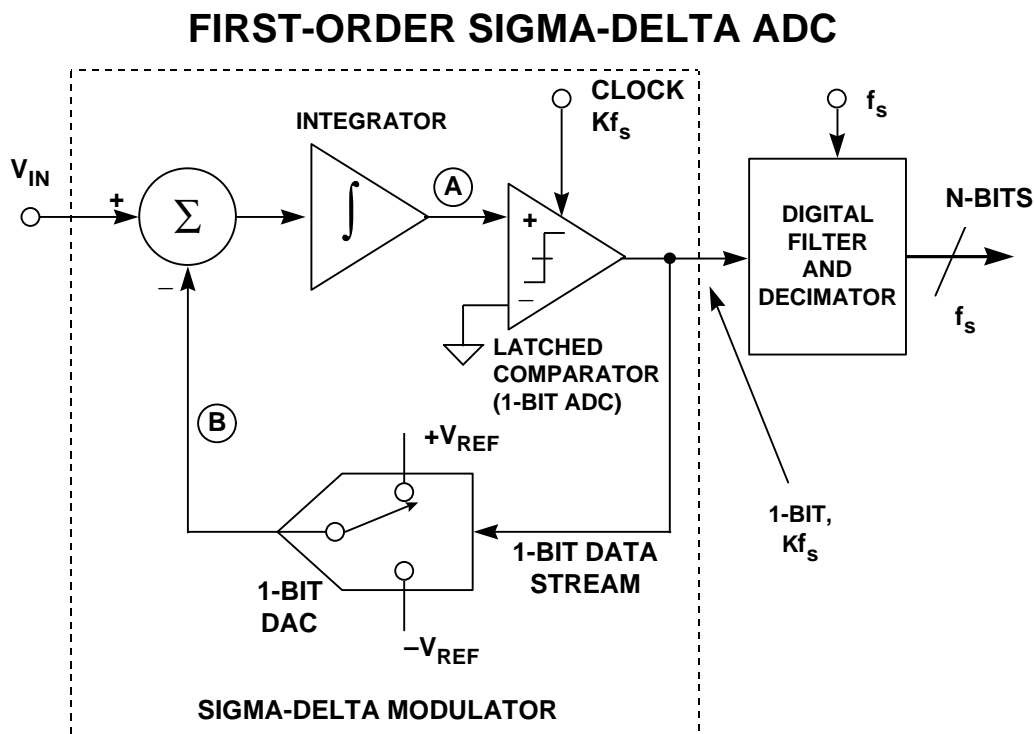 FIRST-ORDER SIGMA-DELTA ADC
CLOCK
Kfs
fs
INTEGRATOR
VIN
+
Σ
∫
A
+
–
–
DIGITAL
FILTER
AND
DECIMATOR
N-BITS
fs
LATCHED
COMPARATOR
(1-BIT ADC)
B
+VREF
1-BIT,
Kfs
1-BIT DATA
STREAM
1-BIT
DAC
–VREF
SIGMA-DELTA MODULATOR